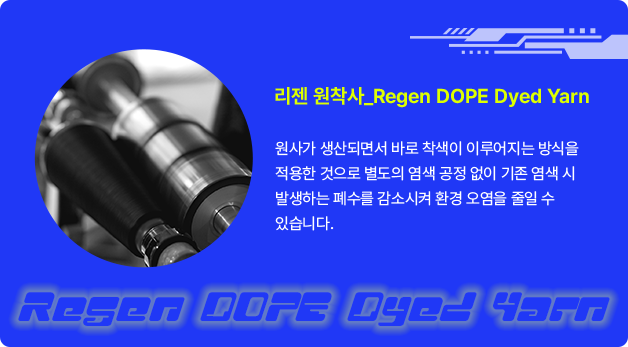 리젠 원착사_Regen DOPE Dyed Yarn
원사가 생산되면서 바로 착색이 이루어지는 방식을
적용한 것으로 별도의 염색 공정 없이 기존 염색 시
발생하는 폐수를 감소시켜 환경 오염을 줄일 수
있습니다.
Regen DOPE Dyed Yarn